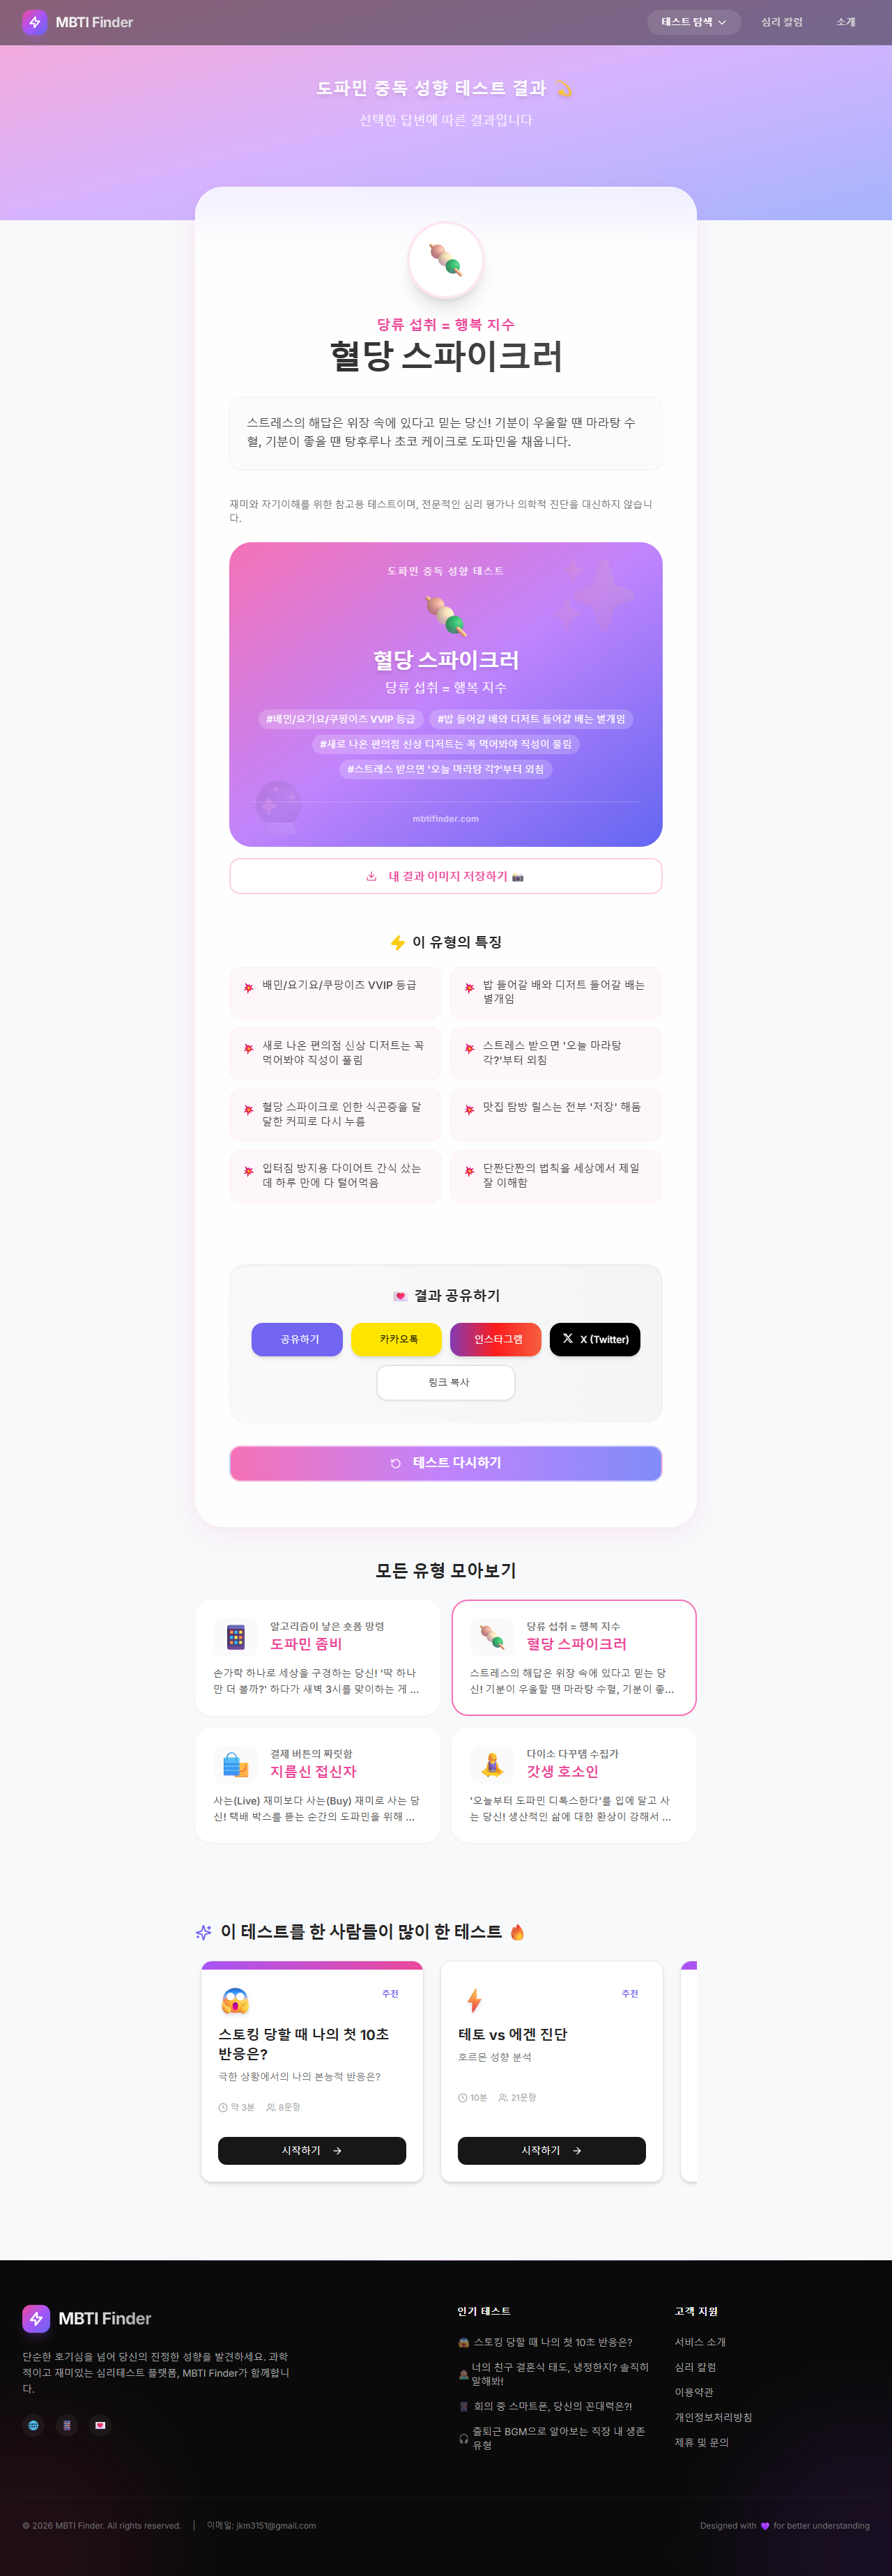 MBTI Finder
테스트 탐색
심리 칼럼
소개
도파민 중독 성향 테스트 결과 💫
선택한 답변에 따른 결과입니다
당류 섭취 = 행복 지수
혈당 스파이크러
스트레스의 해답은 위장 속에 있다고 믿는 당신! 기분이 우울할 땐 마라탕 수
혈, 기분이 좋을 땐 탕후루나 초코 케이크로 도파민을 채웁니다.
재미와 자기이해를 위한 참고용 테스트이며, 전문적인 심리 평가나 의학적 진단을 대신하지 않습니
다.
도파민 중독 성향 테스트
혈당 스파이크러
당류 섭취 = 행복 지수
#배민/요기요/쿠팡이즈 VVIP 등급
#밥 들어갈 배와 디저트 들어갈 배는 별개임
#새로 나온 편의점 신상 디저트는 꼭 먹어봐야 직성이 풀림
#스트레스 받으면 '오늘 마라탕 각?'부터 외침
mbtifinder.com
내 결과 이미지 저장하기 📸
이 유형의 특징
배민/요기요/쿠팡이즈 VVIP 등급
밥 들어갈 배와 디저트 들어갈 배는
별개임
새로 나온 편의점 신상 디저트는 꼭
먹어봐야 직성이 풀림
스트레스 받으면 '오늘 마라탕
각?'부터 외침
혈당 스파이크로 인한 식곤증을 달
달한 커피로 다시 누름
맛집 탐방 릴스는 전부 '저장' 해둠
입터짐 방지용 다이어트 간식 샀는
데 하루 만에 다 털어먹음
단짠단짠의 법칙을 세상에서 제일
잘 이해함
💌 결과 공유하기
공유하기
카카오톡
인스타그램
X (Twitter)
링크 복사
테스트 다시하기
모든 유형 모아보기
알고리즘이 낳은 숏폼 망령
도파민 좀비
손가락 하나로 세상을 구경하는 당신! '딱 하나
만 더 볼까?' 하다가 새벽 3시를 맞이하는 게 ...
당류 섭취 = 행복 지수
혈당 스파이크러
스트레스의 해답은 위장 속에 있다고 믿는 당
신! 기분이 우울할 땐 마라탕 수혈, 기분이 좋...
결제 버튼의 짜릿함
지름신 접신자
사는(Live) 재미보다 사는(Buy) 재미로 사는 당
신! 택배 박스를 뜯는 순간의 도파민을 위해 ...
다이소 다꾸템 수집가
갓생 호소인
'오늘부터 도파민 디톡스한다'를 입에 달고 사
는 당신! 생산적인 삶에 대한 환상이 강해서 ...
이 테스트를 한 사람들이 많이 한 테스트 🔥
추천
스토킹 당할 때 나의 첫 10초
반응은?
극한 상황에서의 나의 본능적 반응은?
약 3분
8문항
시작하기
추천
테토 vs 에겐 진단
호르몬 성향 분석
10분
21문항
시작하기
MBTI Finder
단순한 호기심을 넘어 당신의 진정한 성향을 발견하세요. 과학
적이고 재미있는 심리테스트 플랫폼, MBTI Finder가 함께합니
다.
인기 테스트
스토킹 당할 때 나의 첫 10초 반응은?
너의 친구 결혼식 태도, 냉정한지? 솔직히
말해봐!
회의 중 스마트폰, 당신의 꼰대력은?!
출퇴근 BGM으로 알아보는 직장 내 생존
유형
고객 지원
서비스 소개
심리 칼럼
이용약관
개인정보처리방침
제휴 및 문의
© 2026 MBTI Finder. All rights reserved. | 이메일: jkm3151@gmail.com
Designed with 💜 for better understanding